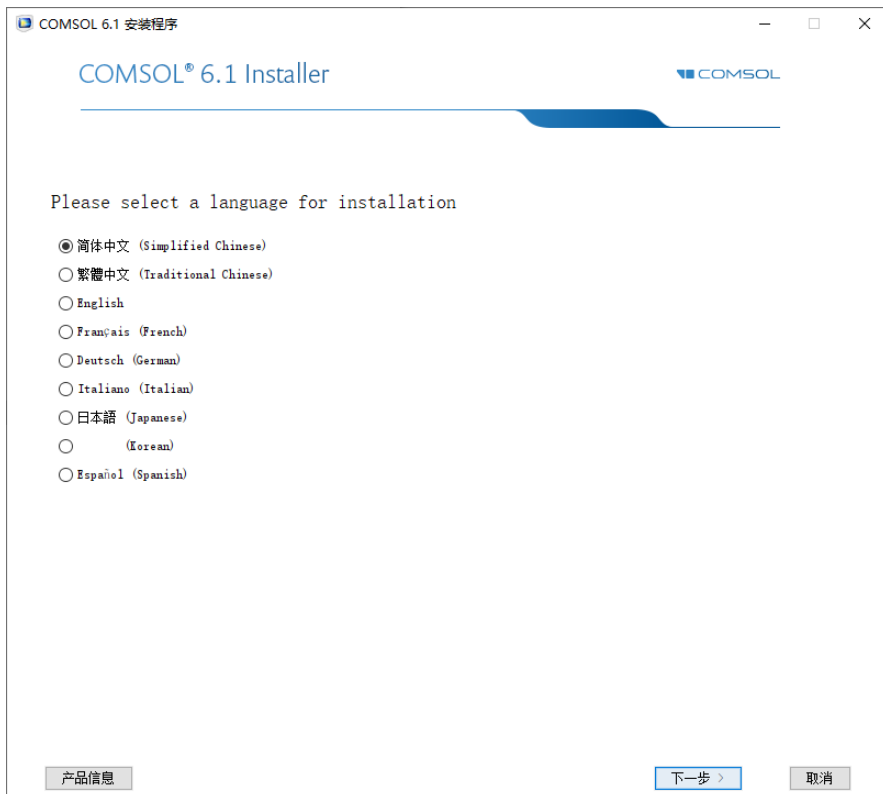 COMSOL 6.1 安装程序
COMSOL® 6.1 Installer
COMSOL
Please select a language for installation
简体中文 (Simplified Chinese)
繁體中文 (Traditional Chinese)
English
Français (French)
Deutsch (German)
Italiano (Italian)
日本語 (Japanese)
(Korean)
Español (Spanish)
产品信息 下一步 > 取消